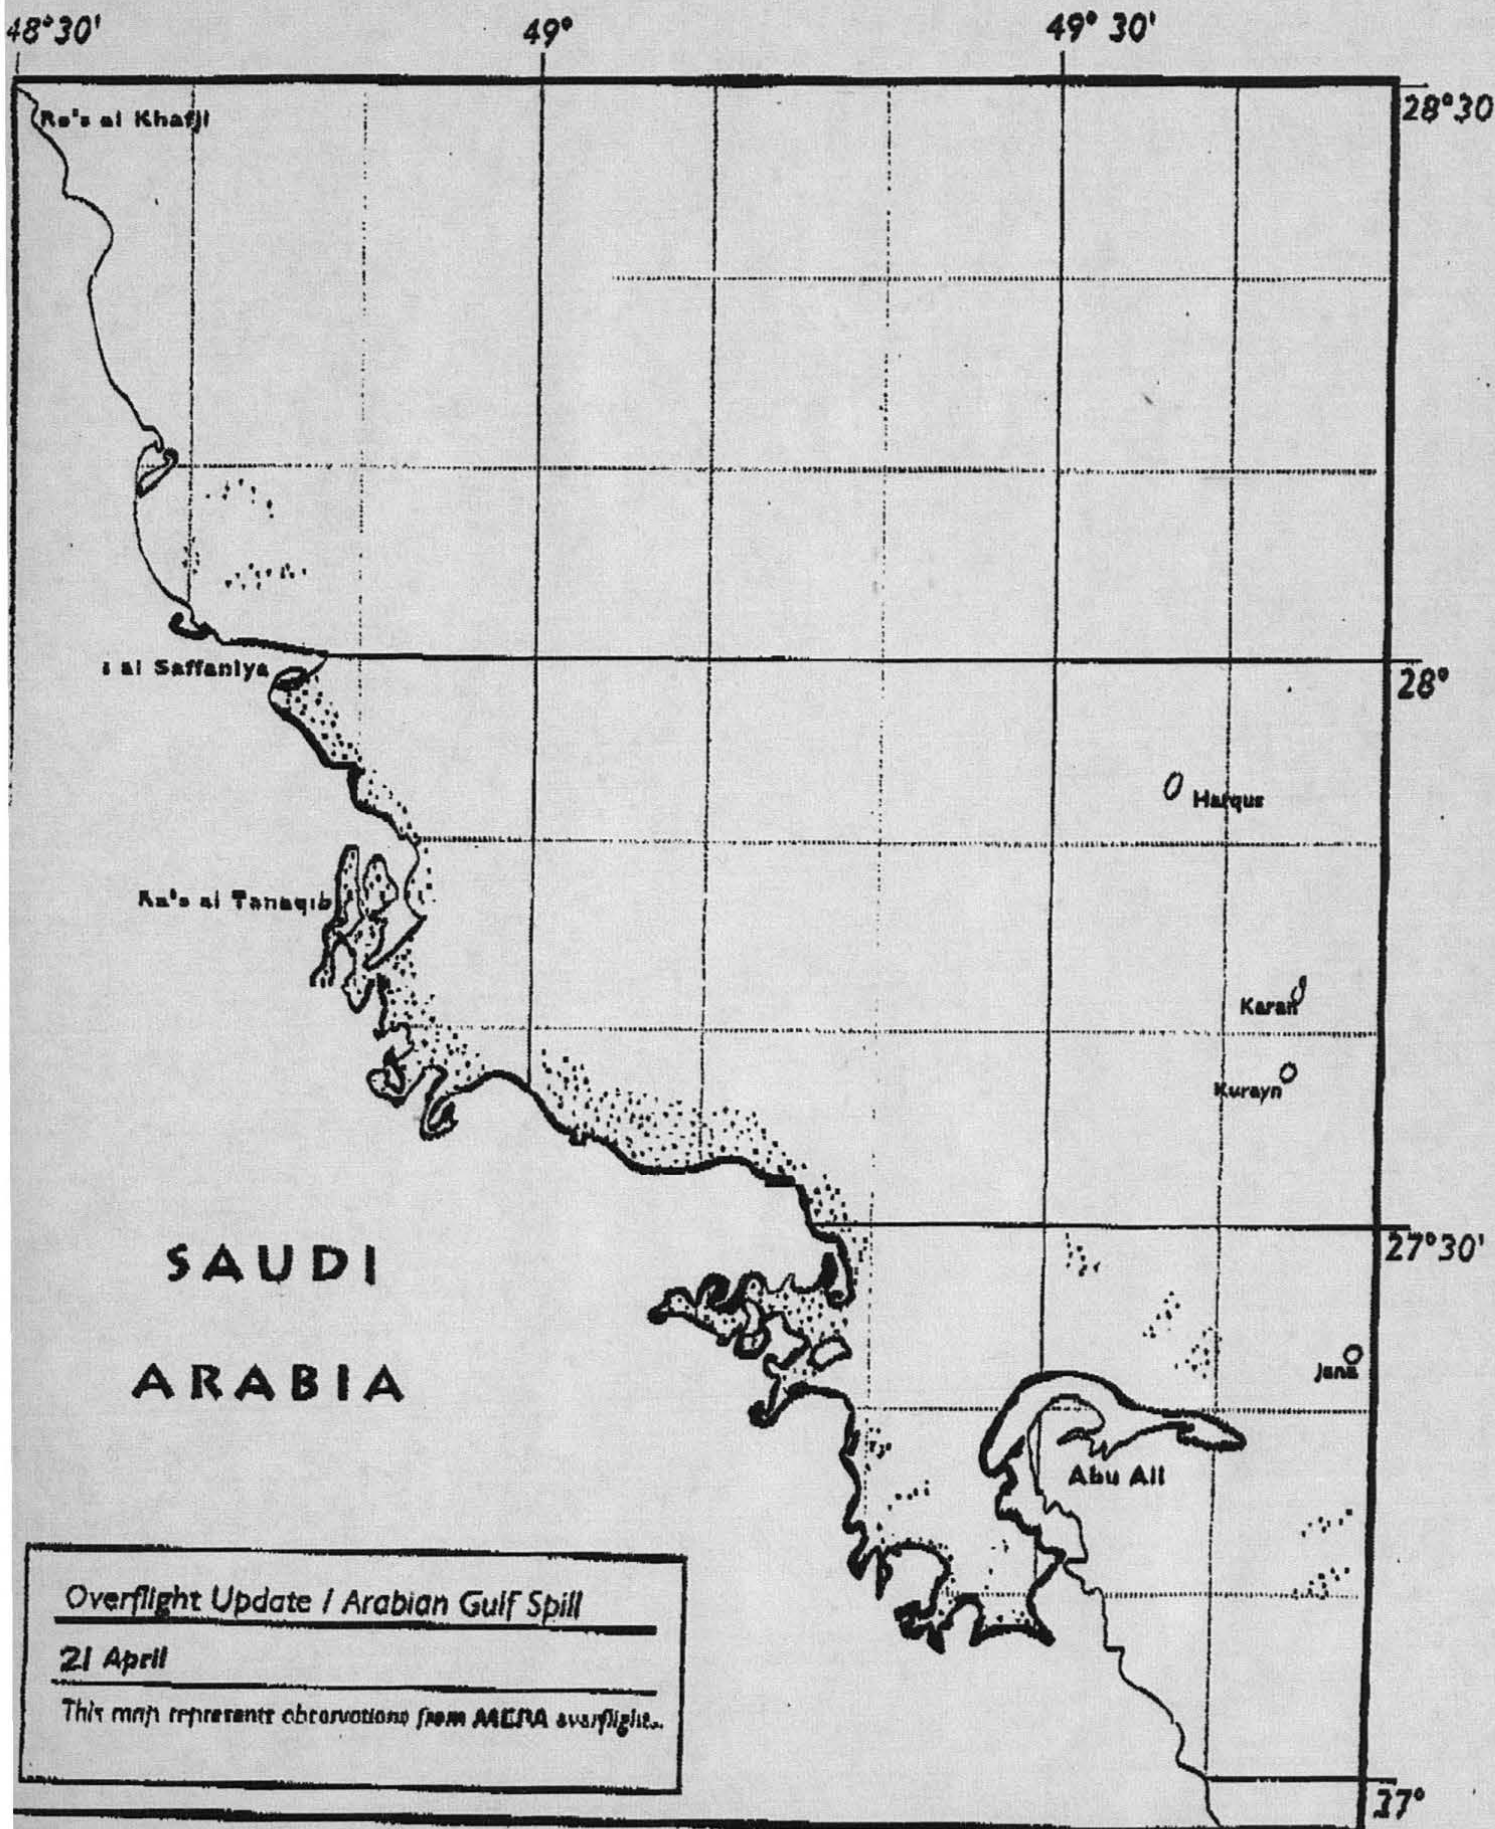 48°30'
49°
49° 30'
28°30
Ra's al Khafji
s al Saffaniya
28°
Harqus
Ra's al Tanaqib
Karan
Kurayn
27°30'
SAUDI
ARABIA
Jana
Abu Ali
Overflight Update / Arabian Gulf Spill
21 April
This map represents observations from MEPA overflights.
27°